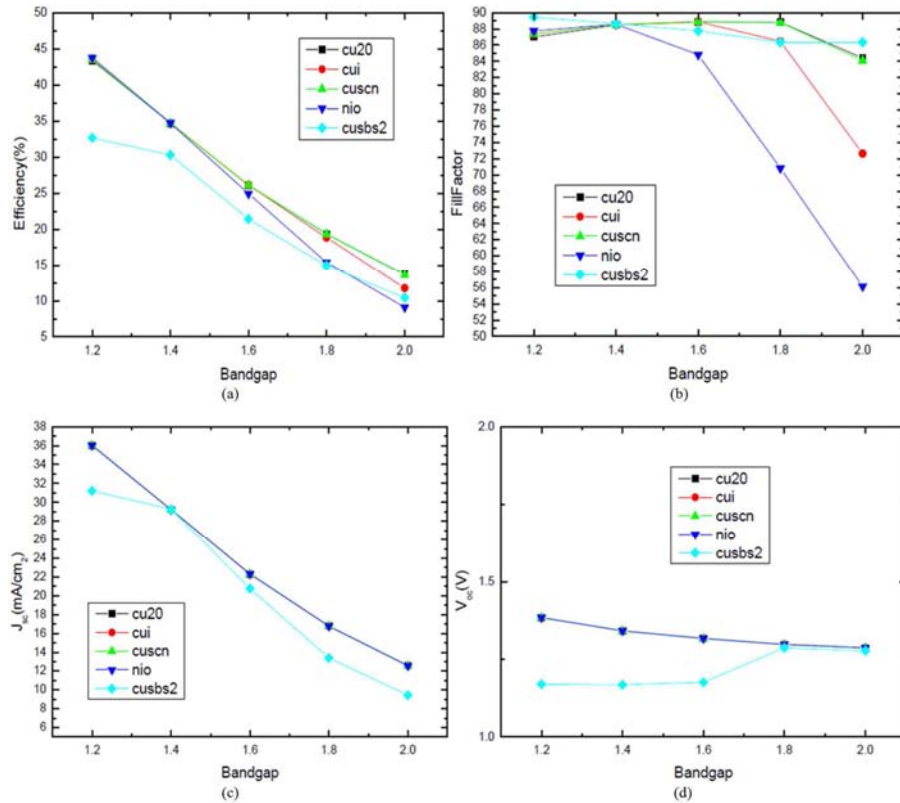 50
45
40
35
30
25
20
15
10
5
Efficiency(%)
cu20
cui
cuscn
nio
cusbs2
1.2 1.4 1.6 1.8 2.0
Bandgap
(a)
90
88
86
84
82
80
78
76
74
72
70
68
66
64
62
60
58
56
54
52
50
FillFactor
cu20
cui
cuscn
nio
cusbs2
1.2 1.4 1.6 1.8 2.0
Bandgap
(b)
38
36
34
32
30
28
26
24
22
20
18
16
14
12
10
8
6
Jsc(mA/cm2)
cu20
cui
cuscn
nio
cusbs2
1.2 1.4 1.6 1.8 2.0
Bandgap
(c)
2.0
1.5
1.0
Voc(V)
cu20
cui
cuscn
nio
cusbs2
1.2 1.4 1.6 1.8 2.0
Bandgap
(d)